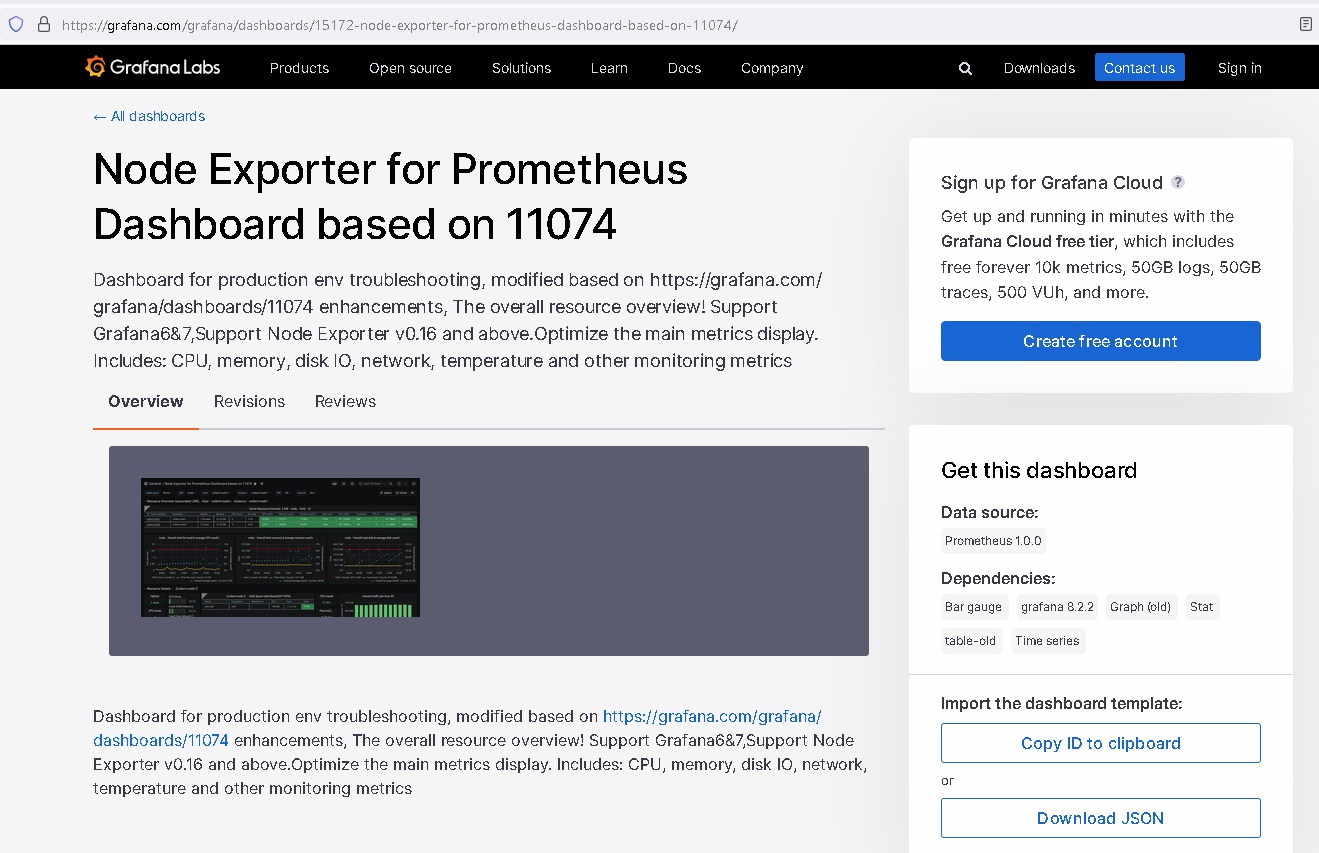 https://grafana.com/grafana/dashboards/15172-node-exporter-for-prometheus-dashboard-based-on-11074/
Grafana Labs Products Open source Solutions Learn Docs Company Downloads Contact us Sign in
← All dashboards
Node Exporter for Prometheus
Dashboard based on 11074
Dashboard for production env troubleshooting, modified based on https://grafana.com/
grafana/dashboards/11074 enhancements, The overall resource overview! Support
Grafana6&7,Support Node Exporter v0.16 and above.Optimize the main metrics display.
Includes: CPU, memory, disk IO, network, temperature and other monitoring metrics
Overview Revisions Reviews
Dashboard for production env troubleshooting, modified based on https://grafana.com/grafana/
dashboards/11074 enhancements, The overall resource overview! Support Grafana6&7,Support Node
Exporter v0.16 and above.Optimize the main metrics display. Includes: CPU, memory, disk IO, network,
temperature and other monitoring metrics
Sign up for Grafana Cloud ?
Get up and running in minutes with the
Grafana Cloud free tier, which includes
free forever 10k metrics, 50GB logs, 50GB
traces, 500 VUh, and more.
Create free account
Get this dashboard
Data source:
Prometheus 1.0.0
Dependencies:
Bar gauge grafana 8.2.2 Graph (old) Stat
table-old Time series
Import the dashboard template:
Copy ID to clipboard
or
Download JSON